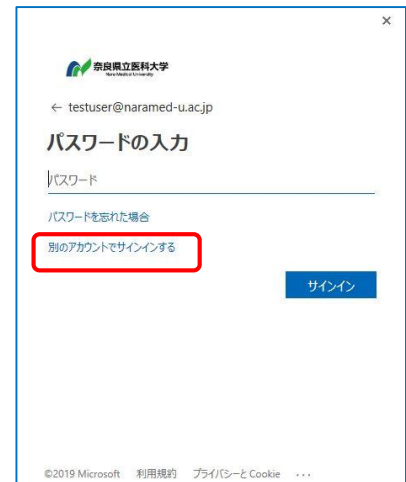 ×
奈良県立医科大学
Nara Medical University
← testuser@naramed-u.ac.jp
パスワードの入力
パスワード
パスワードを忘れた場合
別のアカウントでサインインする
サインイン
©2019 Microsoft 利用規約 プライバシーと Cookie ...